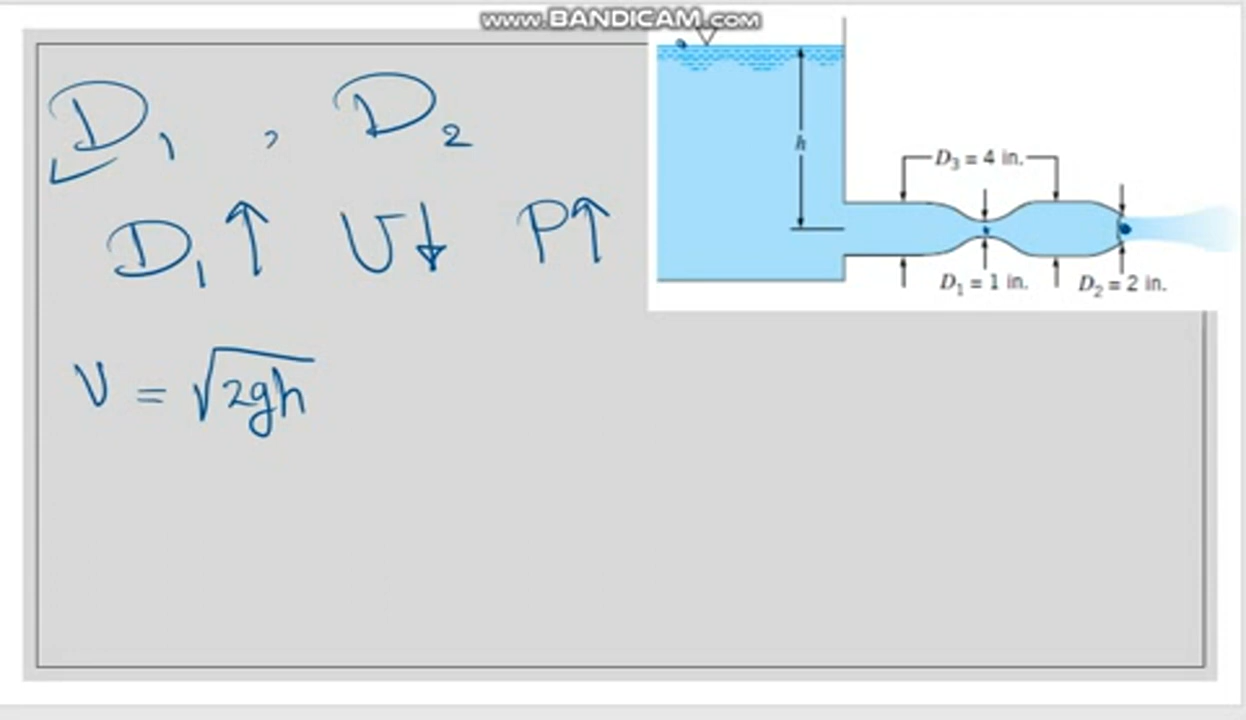 www.BANDICAM.com
D₁ , D₂
D₁ ↑ V ↓ P ↑
V = √2gh
h
D₃ = 4 in.
D₁ = 1 in.
D₂ = 2 in.